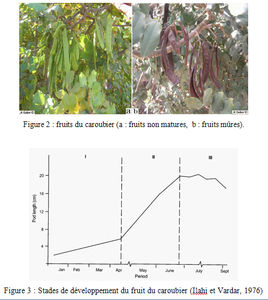 a b
Figure 2 : fruits du caroubier (a : fruits non matures, b : fruits mûres).
I II III
20
16
12
8
4
Pod length (cm)
Jan Feb Mar Apr May June July Sept
Period
Figure 3 : Stades de développement du fruit du caroubier (Ilahi et Vardar, 1976)